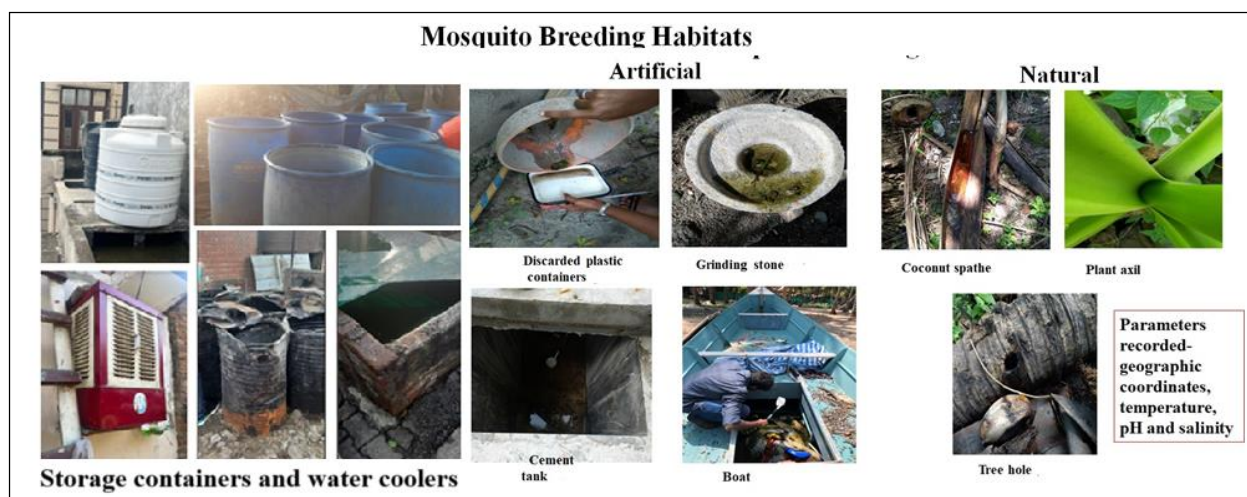 Mosquito Breeding Habitats
Artificial
Natural
Discarded plastic
containers
Grinding stone
Coconut spathe
Plant axil
Cement
tank
Boat
Tree hole
Parameters
recorded-
geographic
coordinates,
temperature,
pH and salinity
Storage containers and water coolers